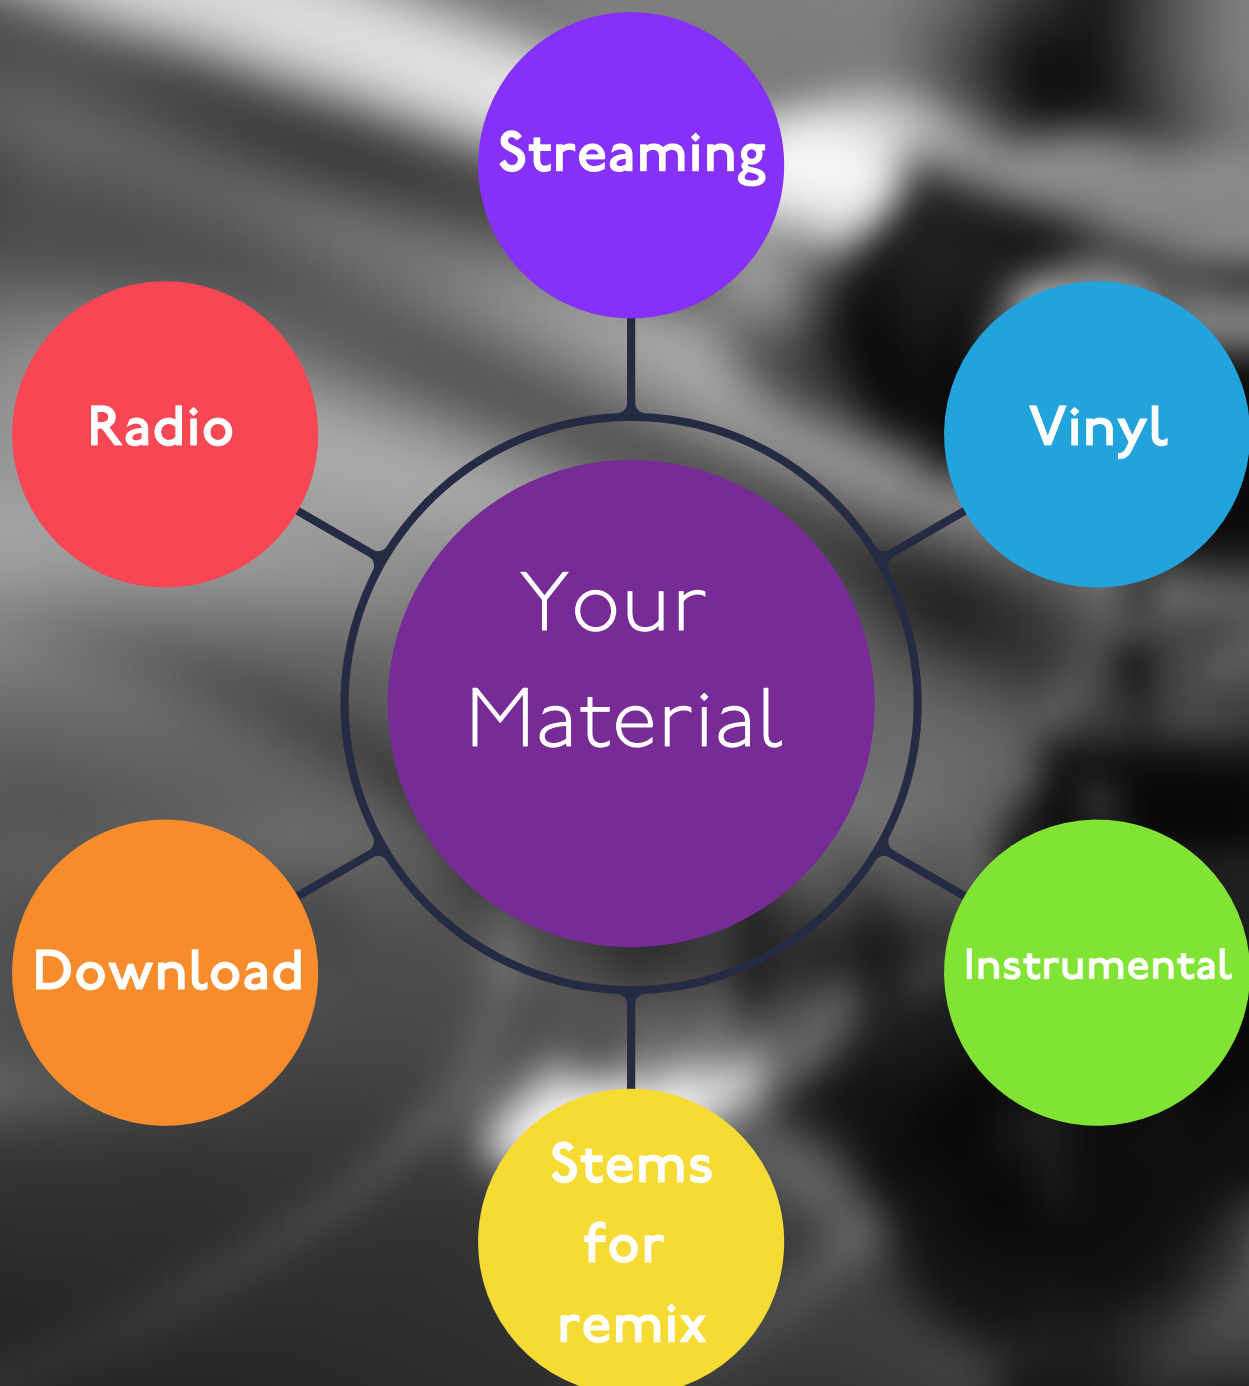 Streaming
Radio
Vinyl
Your
Material
Download
Instrumental
Stems
for
remix